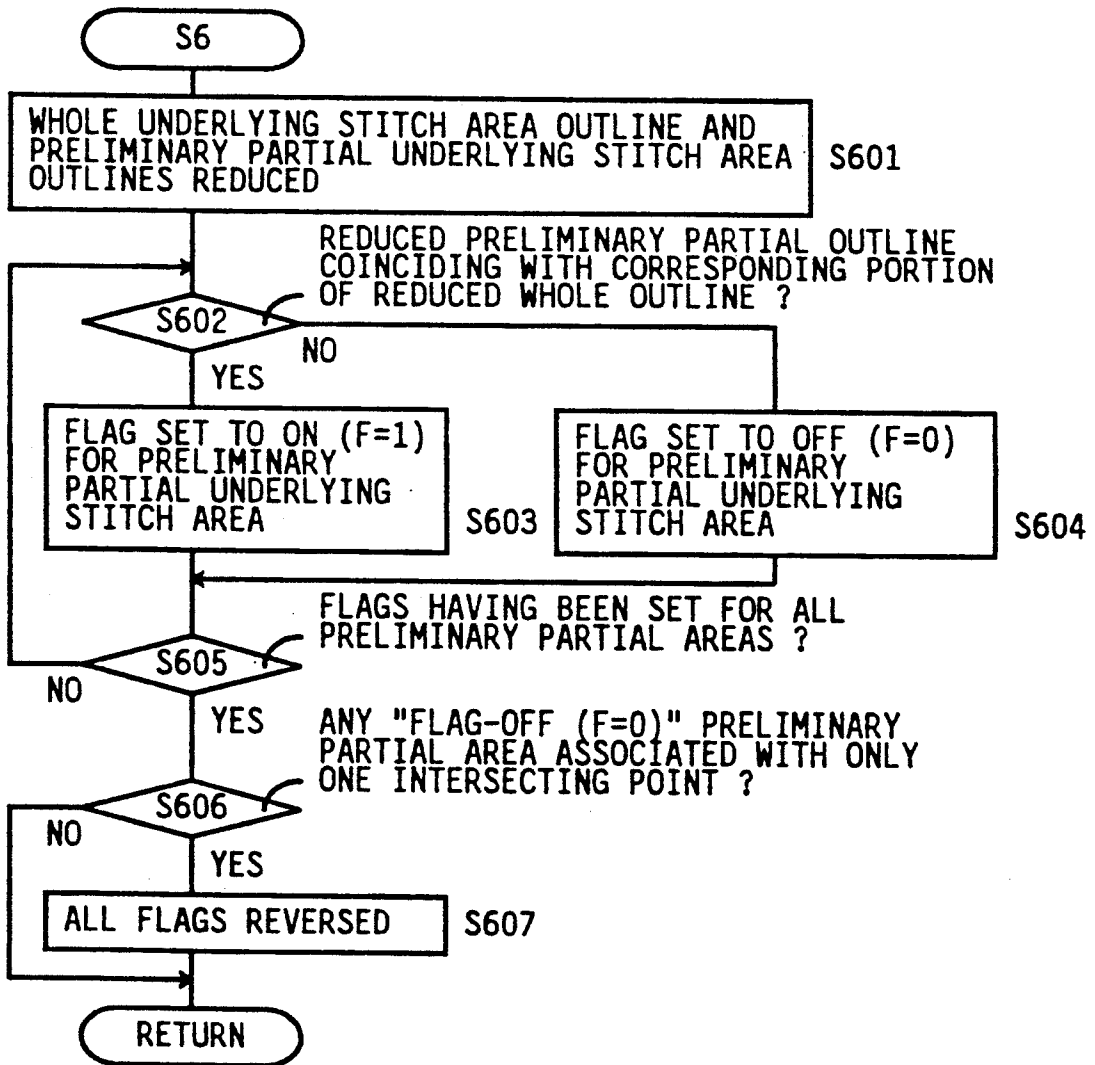 S6
WHOLE UNDERLYING STITCH AREA OUTLINE AND
PRELIMINARY PARTIAL UNDERLYING STITCH AREA
OUTLINES REDUCED
S601
REDUCED PRELIMINARY PARTIAL OUTLINE
COINCIDING WITH CORRESPONDING PORTION
OF REDUCED WHOLE OUTLINE ?
S602
NO
YES
FLAG SET TO ON (F=1)
FOR PRELIMINARY
PARTIAL UNDERLYING
STITCH AREA
S603
FLAG SET TO OFF (F=0)
FOR PRELIMINARY
PARTIAL UNDERLYING
STITCH AREA
S604
FLAGS HAVING BEEN SET FOR ALL
PRELIMINARY PARTIAL AREAS ?
S605
NO
YES
ANY "FLAG-OFF (F=0)" PRELIMINARY
PARTIAL AREA ASSOCIATED WITH ONLY
ONE INTERSECTING POINT ?
S606
NO
YES
ALL FLAGS REVERSED
S607
RETURN